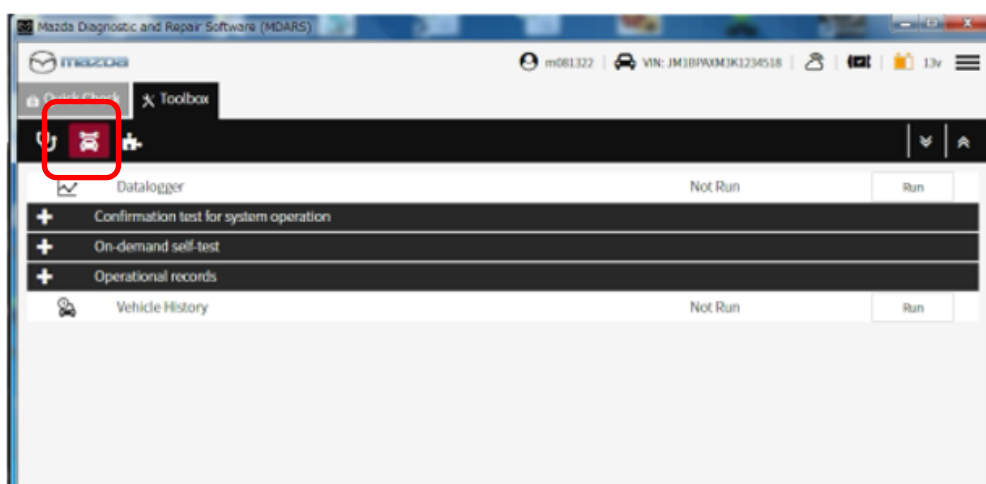 Mazda Diagnostic and Repair Software (MDARS)
mazda
m081322 | VIN: JM1BPAXM3K1234518 | | | 13v
Quick Check Toolbox
Datalogger Not Run Run
Confirmation test for system operation
On-demand self-test
Operational records
Vehicle History Not Run Run